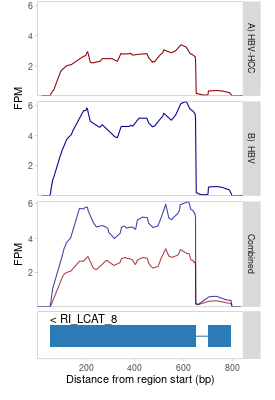 6
4
2
A) HBV-HCC
FPM
6
4
2
B) HBV
6
4
2
Combined
FPM
< RI_LCAT_8
200 400 600 800
Distance from region start (bp)